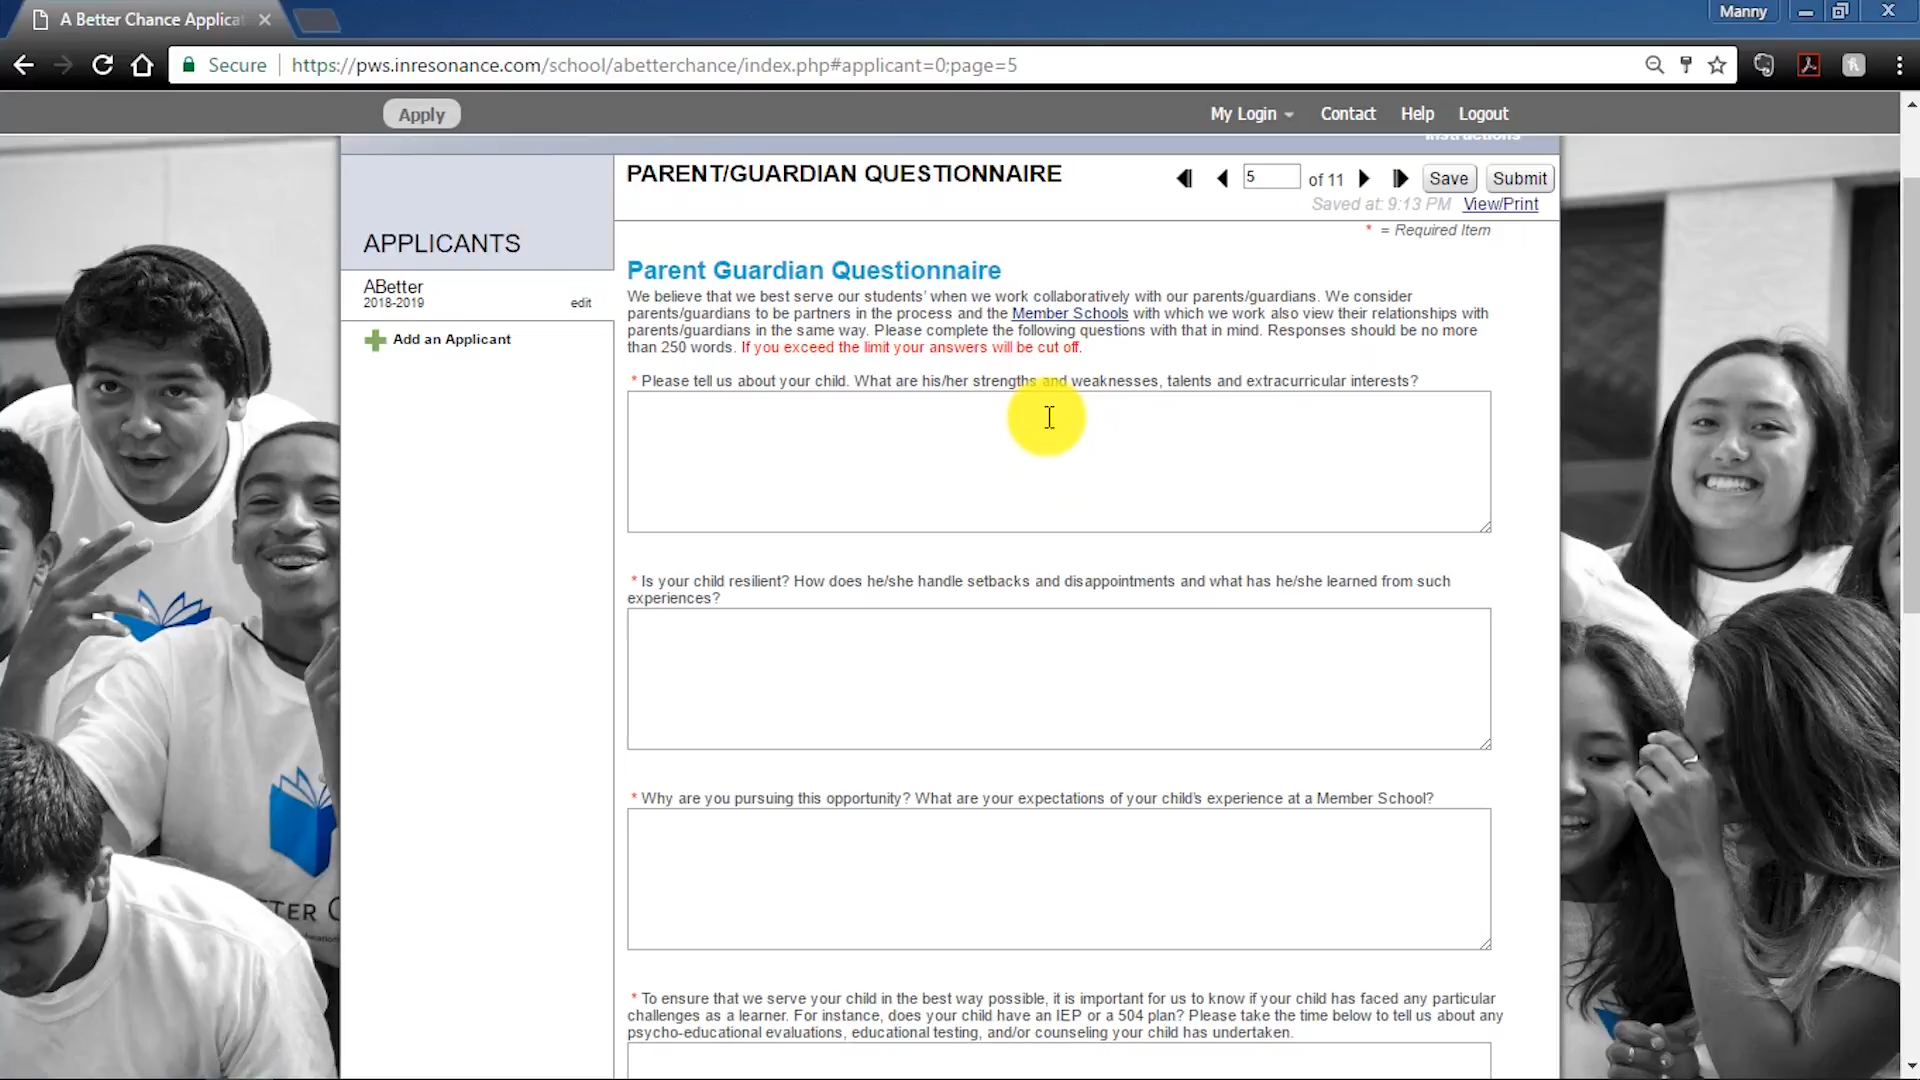 A Better Chance Applica
Manny
Secure
https://pws.inresonance.com/school/abetterchance/index.php#applicant=0;page=5
Apply
My Login
Contact
Help
Logout
Instructions
PARENT/GUARDIAN QUESTIONNAIRE
5
of 11
Save
Submit
Saved at: 9:13 PM
View/Print
* = Required Item
APPLICANTS
ABetter
2018-2019
edit
Add an Applicant
Parent Guardian Questionnaire
We believe that we best serve our students' when we work collaboratively with our parents/guardians. We consider
parents/guardians to be partners in the process and the Member Schools with which we work also view their relationships with
parents/guardians in the same way. Please complete the following questions with that in mind. Responses should be no more
than 250 words. If you exceed the limit your answers will be cut off.
* Please tell us about your child. What are his/her strengths and weaknesses, talents and extracurricular interests?
* Is your child resilient? How does he/she handle setbacks and disappointments and what has he/she learned from such
experiences?
* Why are you pursuing this opportunity? What are your expectations of your child's experience at a Member School?
* To ensure that we serve your child in the best way possible, it is important for us to know if your child has faced any particular
challenges as a learner. For instance, does your child have an IEP or a 504 plan? Please take the time below to tell us about any
psycho-educational evaluations, educational testing, and/or counseling your child has undertaken.